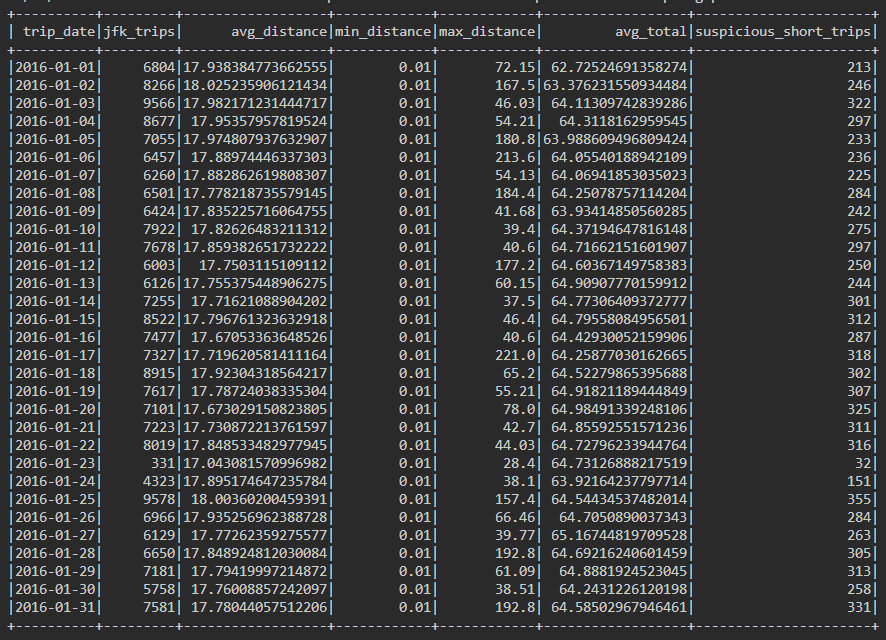 +----------+---------+------------------+------------+------------+-----------------+----------------------+
| trip_date|jfk_trips|      avg_distance|min_distance|max_distance|        avg_total|suspicious_short_trips|
+----------+---------+------------------+------------+------------+-----------------+----------------------+
|2016-01-01|     6804|17.938384773662555|        0.01|       72.15| 62.72524691358274|                   213|
|2016-01-02|     8266|18.025235906121434|        0.01|       167.5|63.376231550934484|                   246|
|2016-01-03|     9566|17.982171231444717|        0.01|       46.03| 64.11309742839286|                   322|
|2016-01-04|     8677| 17.95357957819524|        0.01|       54.21|  64.3118162959545|                   297|
|2016-01-05|     7055|17.974807937632907|        0.01|       180.8|63.988609496809424|                   233|
|2016-01-06|     6457| 17.88974446337303|        0.01|       213.6| 64.05540188942109|                   236|
|2016-01-07|     6260|17.882862619808307|        0.01|       54.13| 64.06941853035023|                   225|
|2016-01-08|     6501|17.778218735579145|        0.01|       184.4| 64.25078757114204|                   284|
|2016-01-09|     6424|17.835225716064755|        0.01|       41.68| 63.93414850560285|                   242|
|2016-01-10|     7922| 17.82626483211312|        0.01|        39.4| 64.37194647816148|                   275|
|2016-01-11|     7678|17.859382651732222|        0.01|        40.6| 64.71662151601907|                   297|
|2016-01-12|     6003|  17.7503115109112|        0.01|       177.2| 64.60367149758383|                   250|
|2016-01-13|     6126|17.755375448906275|        0.01|       60.15| 64.90907770159912|                   244|
|2016-01-14|     7255| 17.71621088904202|        0.01|        37.5| 64.77306409372777|                   301|
|2016-01-15|     8522|17.796761323632918|        0.01|        46.4| 64.79558084956501|                   312|
|2016-01-16|     7477| 17.67053363648526|        0.01|        40.6| 64.42930052159906|                   287|
|2016-01-17|     7327|17.719620581411164|        0.01|       221.0| 64.25877030162665|                   318|
|2016-01-18|     8915| 17.92304318564217|        0.01|        65.2| 64.52279865395688|                   302|
|2016-01-19|     7617| 17.78724038335304|        0.01|       55.21| 64.91821189444849|                   307|
|2016-01-20|     7101|17.673029150823805|        0.01|        78.0| 64.98491339248106|                   325|
|2016-01-21|     7223|17.730872213761597|        0.01|        42.7| 64.85592551571236|                   311|
|2016-01-22|     8019|17.848533482977945|        0.01|       44.03| 64.72796233944764|                   316|
|2016-01-23|      331|17.043081570996982|        0.01|        28.4| 64.73126888217519|                    32|
|2016-01-24|     4323|17.895174647235784|        0.01|        38.1| 63.92164237797714|                   151|
|2016-01-25|     9578| 18.00360200459391|        0.01|       157.4| 64.54434537482014|                   355|
|2016-01-26|     6966|17.935256962388728|        0.01|       66.46|  64.7050890037343|                   284|
|2016-01-27|     6129| 17.77262359275577|        0.01|       39.77| 65.16744819709528|                   263|
|2016-01-28|     6650|17.848924812030084|        0.01|       192.8| 64.69216240601459|                   305|
|2016-01-29|     7181| 17.79419997214872|        0.01|       61.09|  64.8881924523045|                   313|
|2016-01-30|     5758| 17.76008857242097|        0.01|       38.51| 64.2431226120198|                   258|
|2016-01-31|     7581| 17.78044057512206|        0.01|       192.8| 64.58502967946461|                   331|
+----------+---------+------------------+------------+------------+-----------------+----------------------+